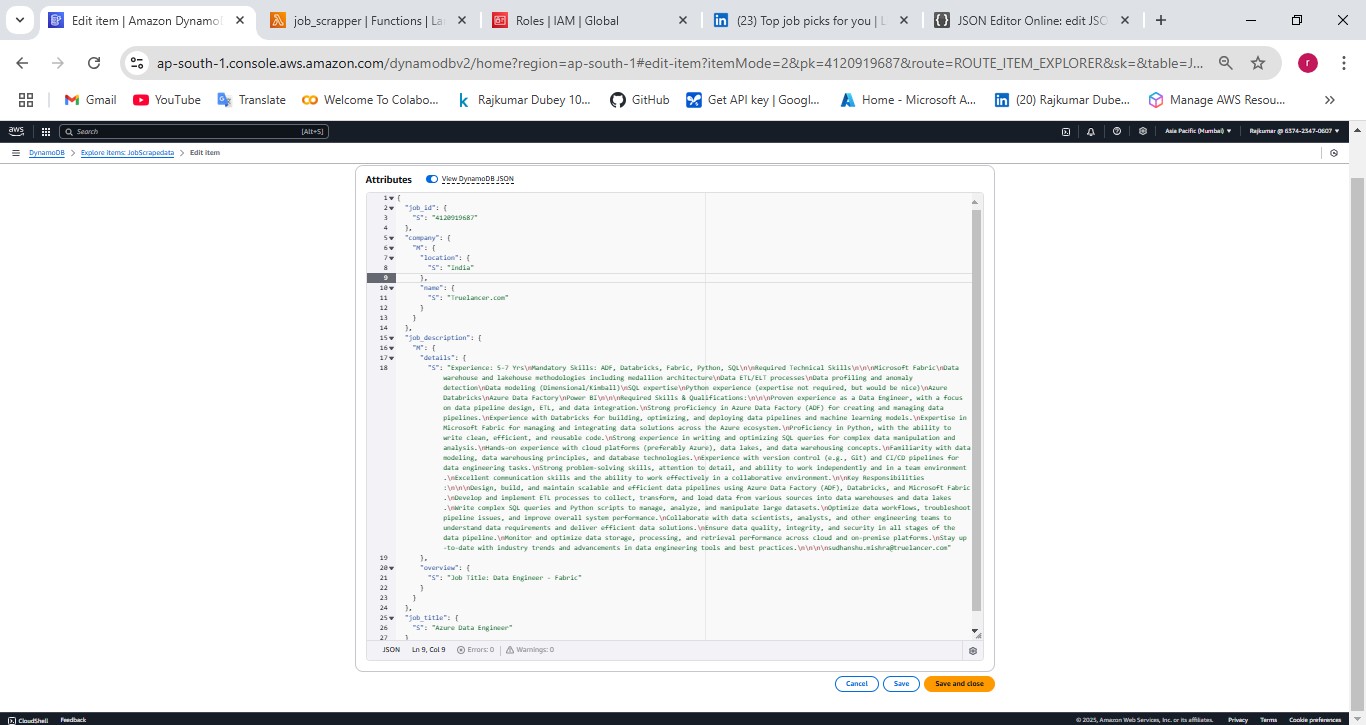 Edit item | Amazon Dynamo
job_scrapper | Functions | La
Roles | IAM | Global
(23) Top job picks for you | L
JSON Editor Online: edit JSO
ap-south-1.console.aws.amazon.com/dynamodbv2/home?region=ap-south-1#edit-item?itemMode=2&pk=4120919687&route=ROUTE_ITEM_EXPLORER&sk=&table=J...
r
Gmail
YouTube
Translate
Welcome To Colabo...
Rajkumar Dubey 10...
GitHub
Get API key | Googl...
Home - Microsoft A...
(20) Rajkumar Dube...
Manage AWS Resou...
aws
Search
[Alt+S]
Asia Pacific (Mumbai)
Rajkumar @ 6374-2347-0607
DynamoDB > Explore items: JobScrapedata > Edit item
Attributes View DynamoDB JSON
1 {
2 "job_id": {
3 "S": "4120919687"
4 },
5 "company": {
6 "M": {
7 "location": {
8 "S": "India"
9 },
10 "name": {
11 "S": "Truelancer.com"
12 }
13 }
14 },
15 "job_description": {
16 "M": {
17 "details": {
18 "S": "Experience: 5-7 Yrs\nMandatory Skills: ADF, Databricks, Fabric, Python, SQL\n\nRequired Technical Skills\n\n\nMicrosoft Fabric\nData
warehouse and lakehouse methodologies including medallion architecture\nData ETL/ELT processes\nData profiling and anomaly
detection\nData modeling (Dimensional/Kimball)\nSQL expertise\nPython experience (expertise not required, but would be nice)\nAzure
Databricks\nAzure Data Factory\nPower BI\n\n\nRequired Skills & Qualifications:\n\n\nProven experience as a Data Engineer, with a focus
on data pipeline design, ETL, and data integration.\nStrong proficiency in Azure Data Factory (ADF) for creating and managing data
pipelines.\nExperience with Databricks for building, optimizing, and deploying data pipelines and machine learning models.\nExpertise in
Microsoft Fabric for managing and integrating data solutions across the Azure ecosystem.\nProficiency in Python, with the ability to
write clean, efficient, and reusable code.\nStrong experience in writing and optimizing SQL queries for complex data manipulation and
analysis.\nHands-on experience with cloud platforms (preferably Azure), data lakes, and data warehousing concepts.\nFamiliarity with data
modeling, data warehousing principles, and database technologies.\nExperience with version control (e.g., Git) and CI/CD pipelines for
data engineering tasks.\nStrong problem-solving skills, attention to detail, and ability to work independently and in a team environment
.\nExcellent communication skills and the ability to work effectively in a collaborative environment.\n\nKey Responsibilities
:\n\n\nDesign, build, and maintain scalable and efficient data pipelines using Azure Data Factory (ADF), Databricks, and Microsoft Fabric
.\nDevelop and implement ETL processes to collect, transform, and load data from various sources into data warehouses and data lakes
.\nWrite complex SQL queries and Python scripts to manage, analyze, and manipulate large datasets.\nOptimize data workflows, troubleshoot
pipeline issues, and improve overall system performance.\nCollaborate with data scientists, analysts, and other engineering teams to
understand data requirements and deliver efficient data solutions.\nEnsure data quality, integrity, and security in all stages of the
data pipeline.\nMonitor and optimize data storage, processing, and retrieval performance across cloud and on-premise platforms.\nStay up
-to-date with industry trends and advancements in data engineering tools and best practices.\n\n\n\nsudhanshu.mishra@truelancer.com"
19 },
20 "overview": {
21 "S": "Job Title: Data Engineer - Fabric"
22 }
23 }
24 },
25 "job_title": {
26 "S": "Azure Data Engineer"
27 }
JSON Ln 9, Col 9 Errors: 0 Warnings: 0
Cancel
Save
Save and close
CloudShell
Feedback
© 2025, Amazon Web Services, Inc. or its affiliates.
Privacy
Terms
Cookie preferences